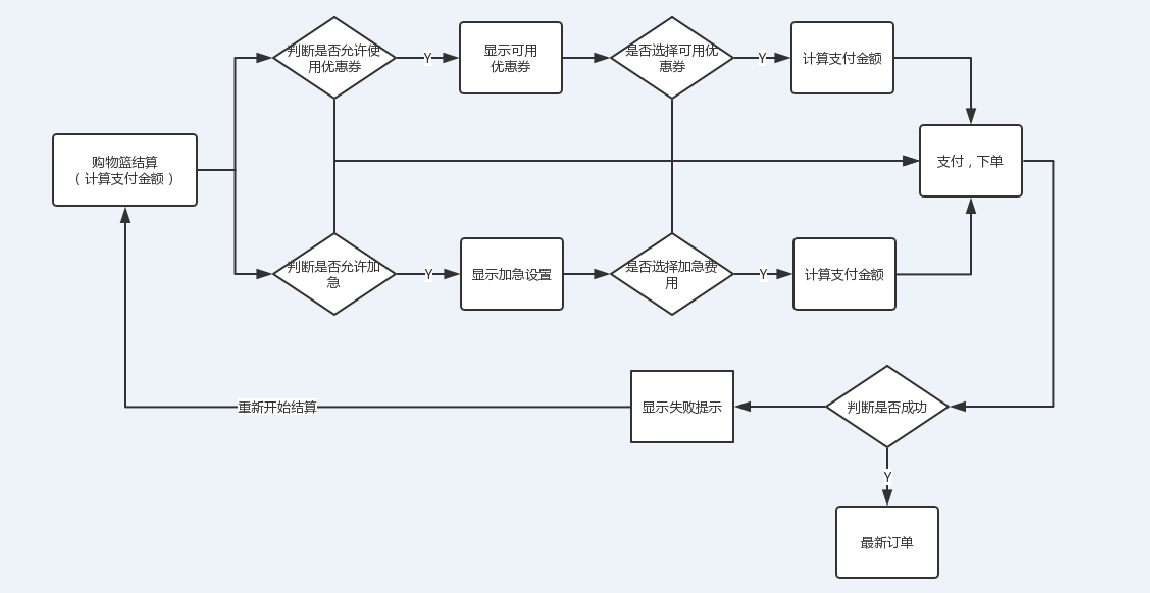 判断是否允许使
用优惠券
Y
显示可用
优惠券
是否选择可用优
惠券
Y
计算支付金额
购物篮结算
（计算支付金额）
支付，下单
判断是否允许加
急
Y
显示加急设置
是否选择加急费
用
Y
计算支付金额
重新开始结算
显示失败提示
判断是否成功
Y
最新订单